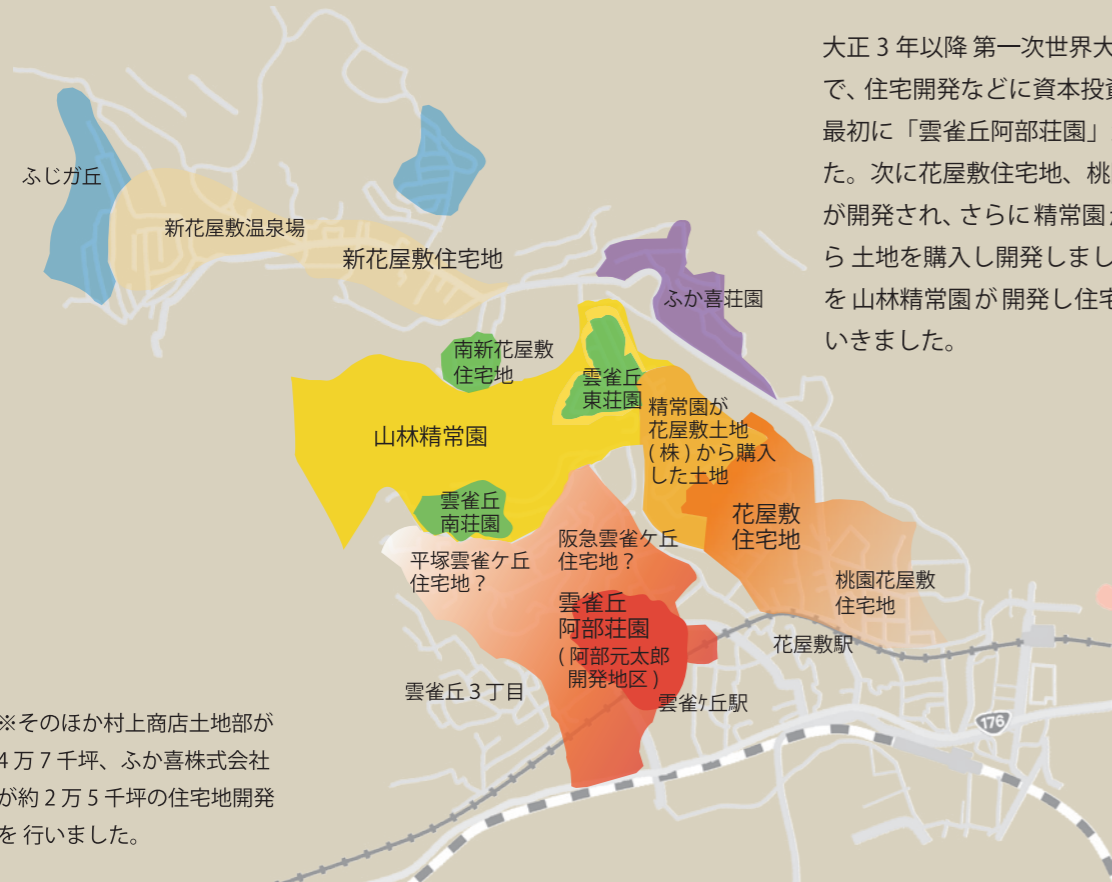 大正 3 年以降 第一次世界大
で、住宅開発などに資本投資
最初に「雲雀丘阿部荘園」
た。次に花屋敷住宅地、桃
が開発され、さらに 精常園
ら 土地を購入し開発しまし
を 山林精常園が 開発し住宅
いきました。
ふじガ丘
新花屋敷温泉場
新花屋敷住宅地
ふか喜荘園
南新花屋敷
住宅地
雲雀丘
東荘園
精常園が
花屋敷土地
( 株 ) から購入
した土地
山林精常園
雲雀丘
南荘園
花屋敷
住宅地
阪急雲雀ケ丘
住宅地？
平塚雲雀ケ丘
住宅地？
桃園花屋敷
住宅地
雲雀丘
阿部荘園
( 阿部元太郎
開発地区 )
花屋敷駅
雲雀丘 3 丁目
雲雀ケ丘駅
176
※そのほか村上商店土地部が
4 万 7 千坪、ふか喜株式会社
が約 2 万 5 千坪の住宅地開発
を 行いました。